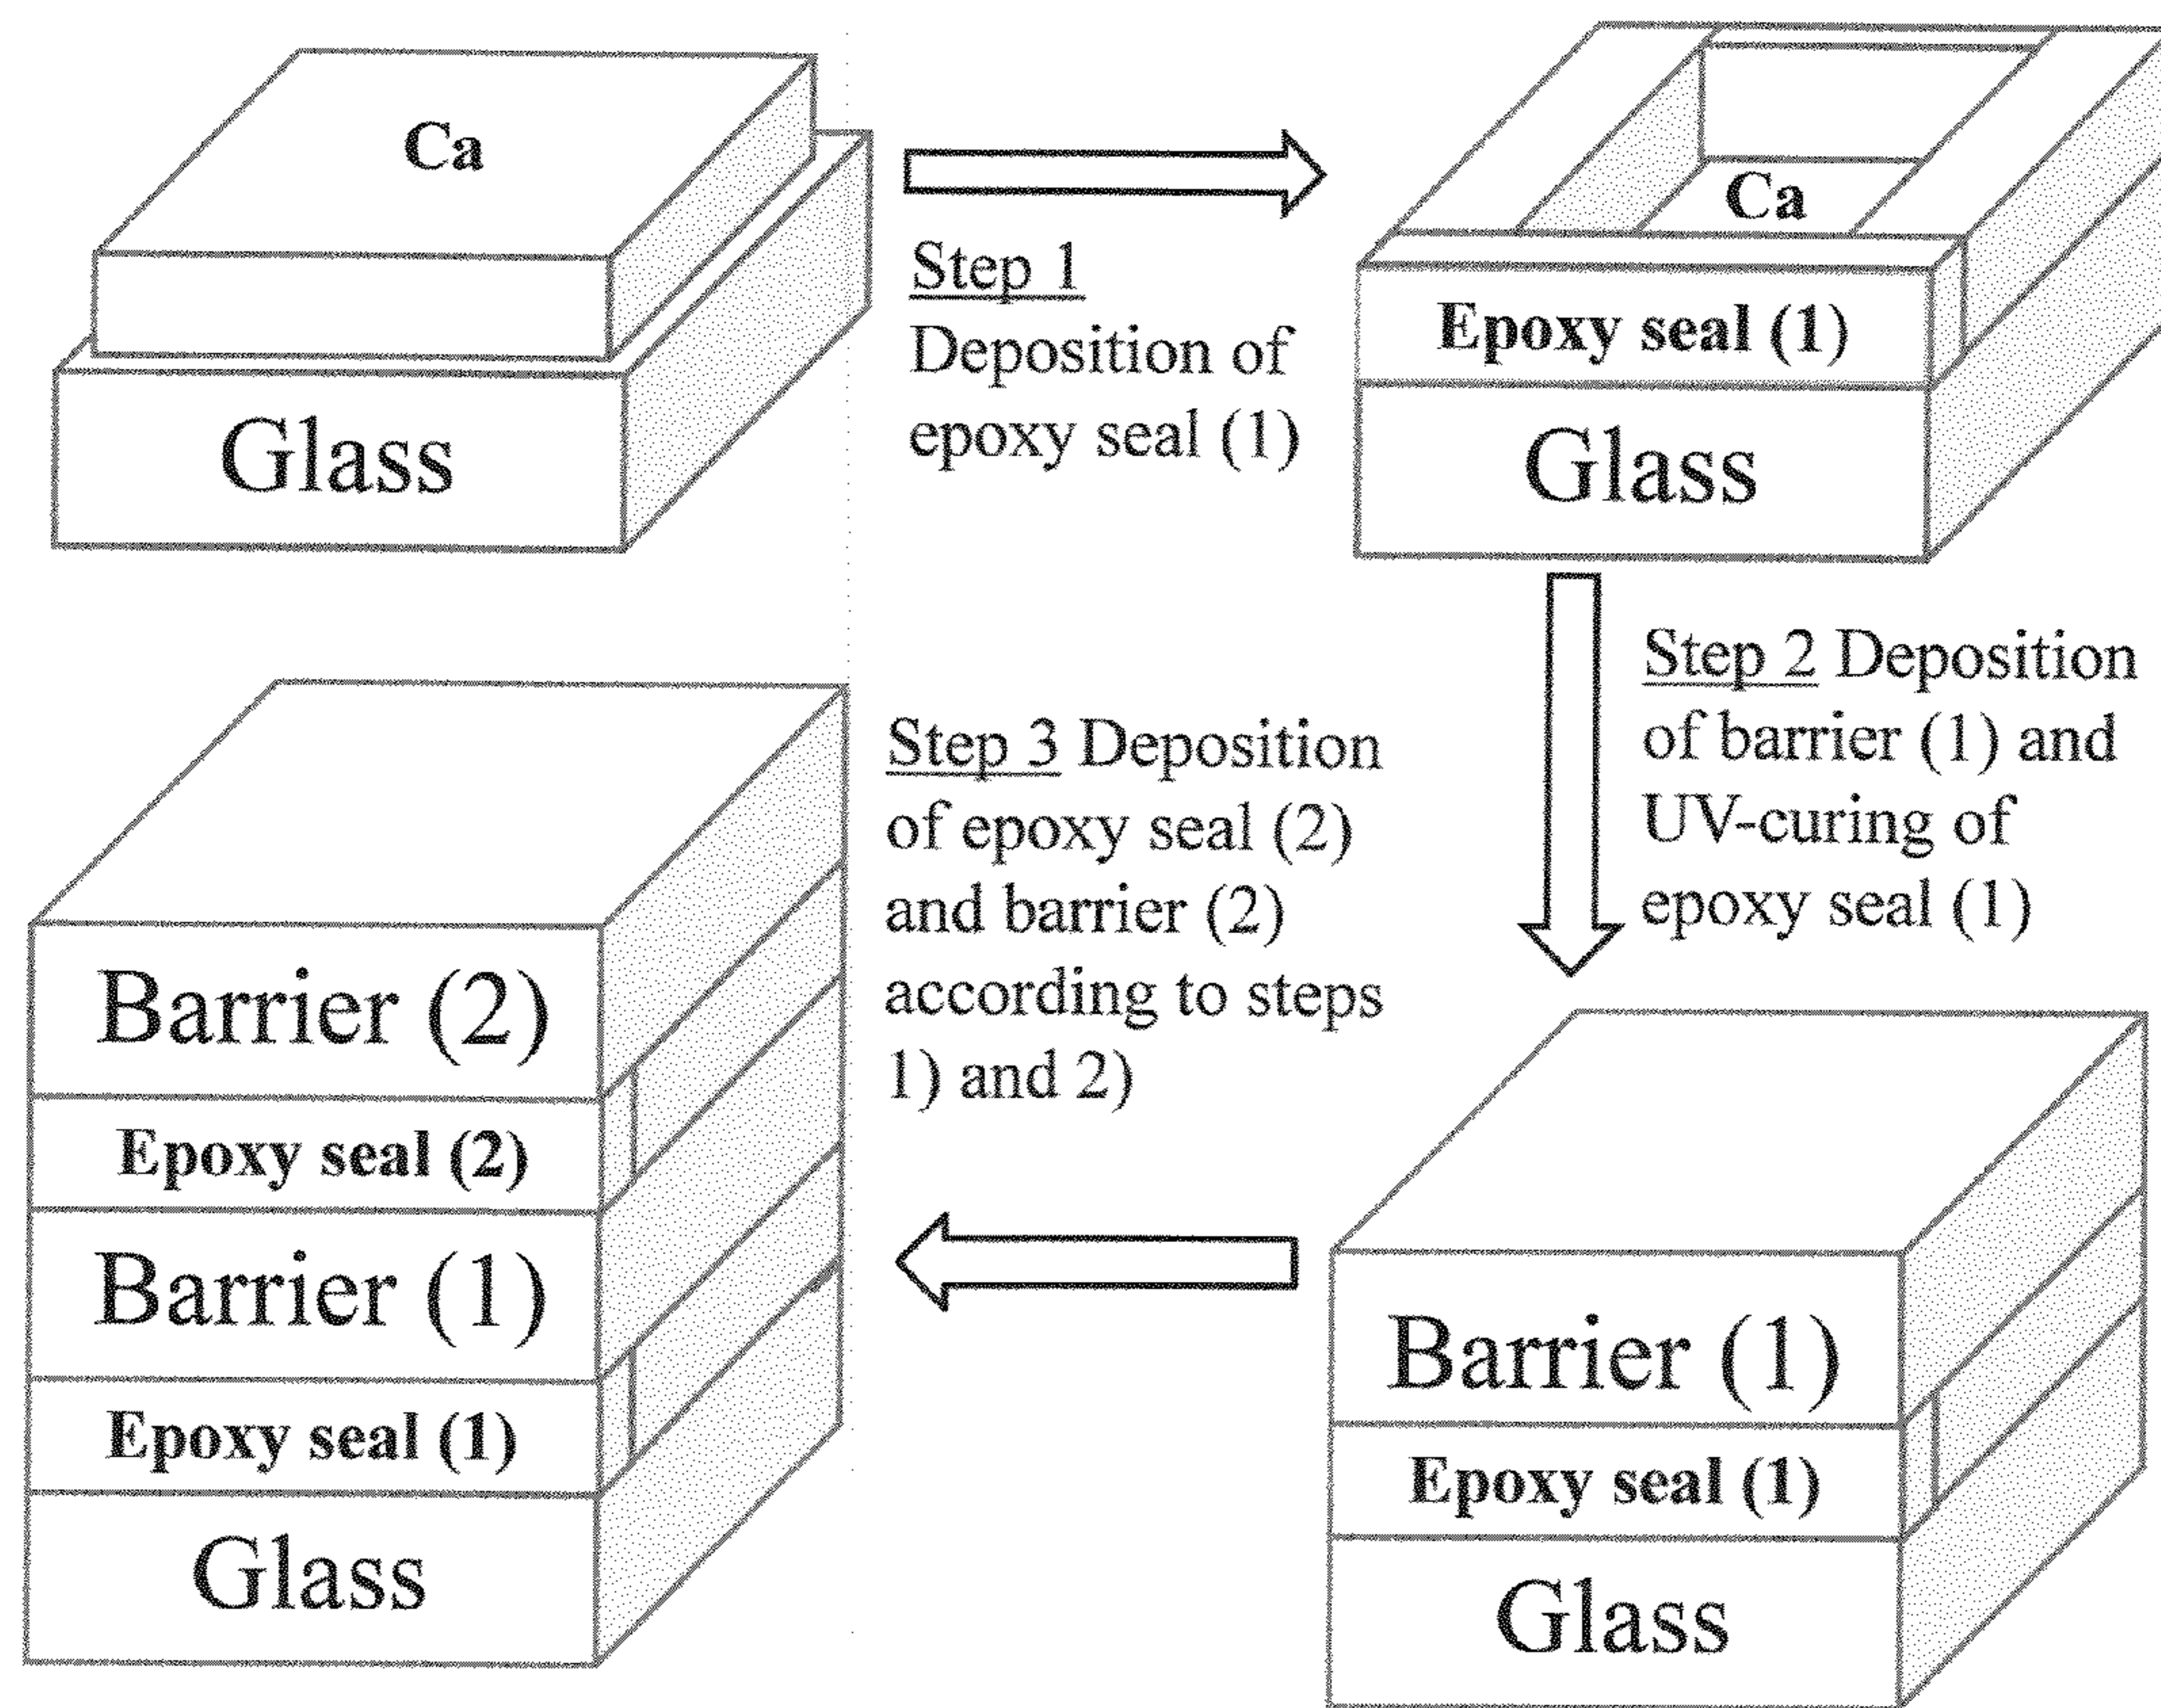 Ca
Glass
Step 1
Deposition of
epoxy seal (1)
Ca
Epoxy seal (1)
Glass
Step 2 Deposition
of barrier (1) and
UV-curing of
epoxy seal (1)
Barrier (1)
Epoxy seal (1)
Glass
Step 3 Deposition
of epoxy seal (2)
and barrier (2)
according to steps
1) and 2)
Barrier (2)
Epoxy seal (2)
Barrier (1)
Epoxy seal (1)
Glass